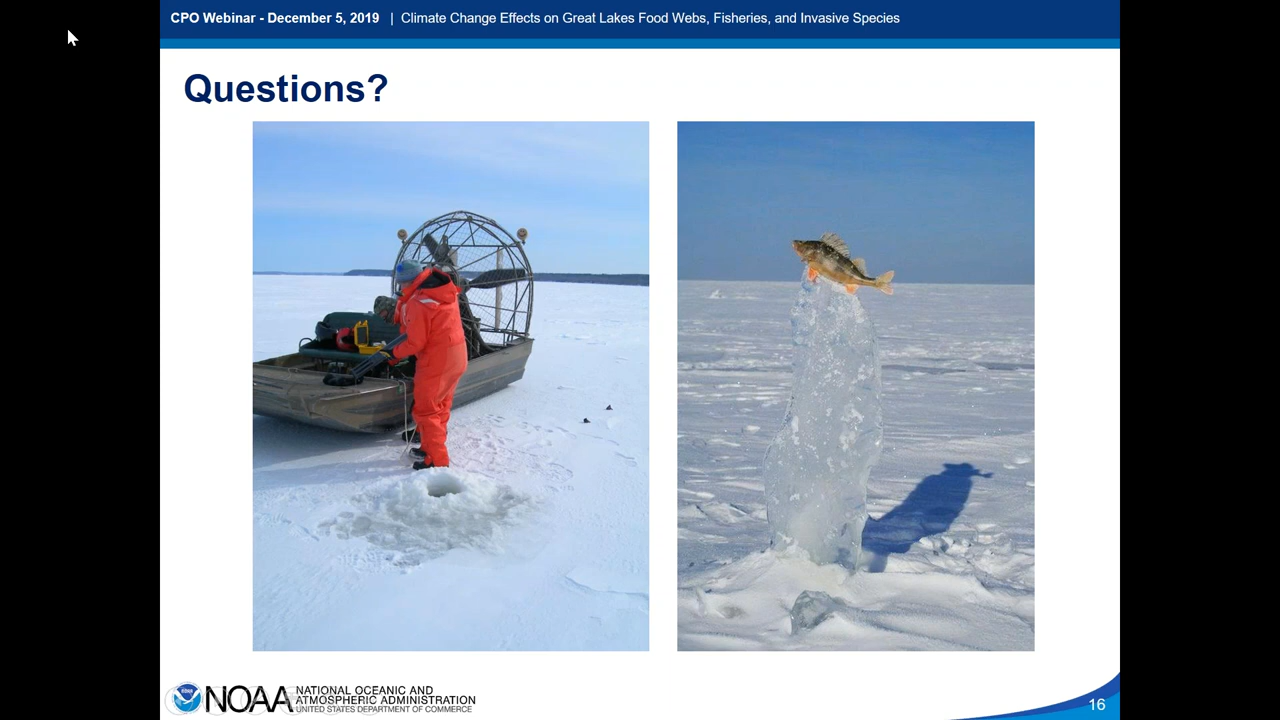 CPO Webinar - December 5, 2019 | Climate Change Effects on Great Lakes Food Webs, Fisheries, and Invasive Species
Questions?
NOAA NATIONAL OCEANIC AND
ATMOSPHERIC ADMINISTRATION
UNITED STATES DEPARTMENT OF COMMERCE
16